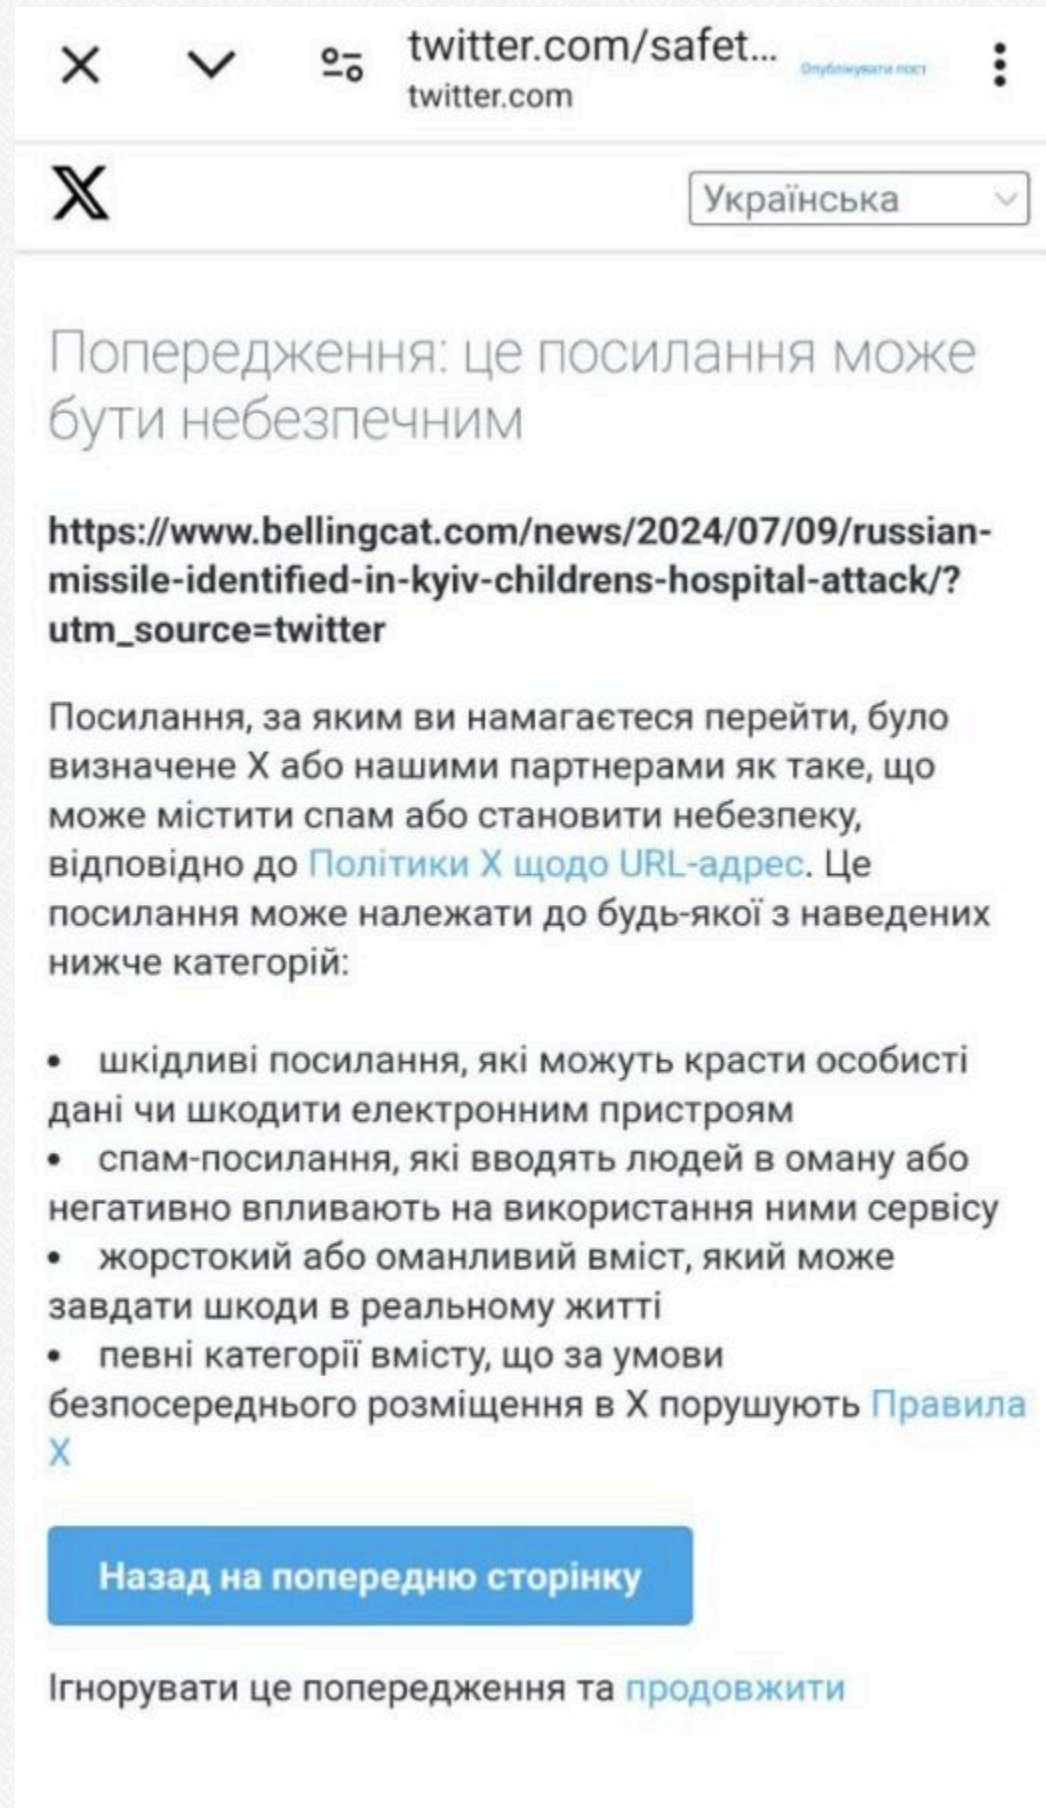 twitter.com/safet...
Опублікувати пост
twitter.com
X
Українська
Попередження: це посилання може
бути небезпечним
https://www.bellingcat.com/news/2024/07/09/russian-
missile-identified-in-kyiv-childrens-hospital-attack/?
utm_source=twitter
Посилання, за яким ви намагаєтеся перейти, було
визначене X або нашими партнерами як таке, що
може містити спам або становити небезпеку,
відповідно до Політики X щодо URL-адрес. Це
посилання може належати до будь-якої з наведених
нижче категорій:
• шкідливі посилання, які можуть красти особисті
дані чи шкодити електронним пристроям
• спам-посилання, які вводять людей в оману або
негативно впливають на використання ними сервісу
• жорстокий або оманливий вміст, який може
завдати шкоди в реальному житті
• певні категорії вмісту, що за умови
безпосереднього розміщення в X порушують Правила
X
Назад на попередню сторінку
Ігнорувати це попередження та продовжити